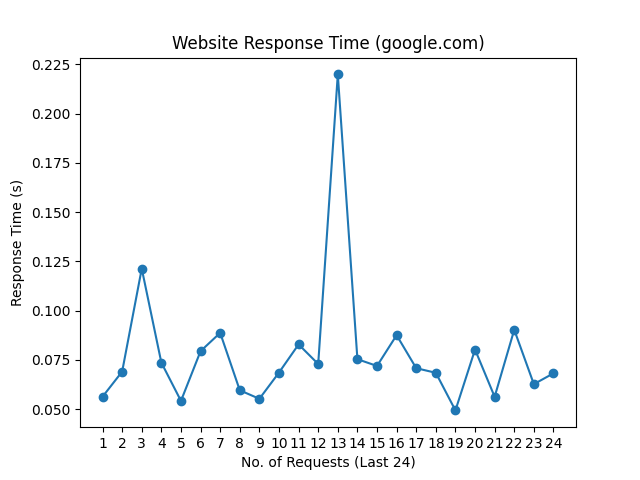 Website Response Time (google.com)
Response Time (s)
0.225
0.200
0.175
0.150
0.125
0.100
0.075
0.050
1 2 3 4 5 6 7 8 9 10 11 12 13 14 15 16 17 18 19 20 21 22 23 24
No. of Requests (Last 24)